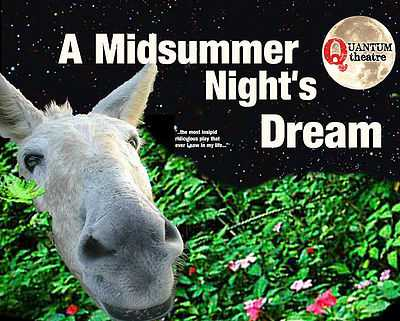 A Midsummer
Night's
Dream
QUANTUM
theatre
"..the most insipid
ridiculous play that
ever I saw in my life..."